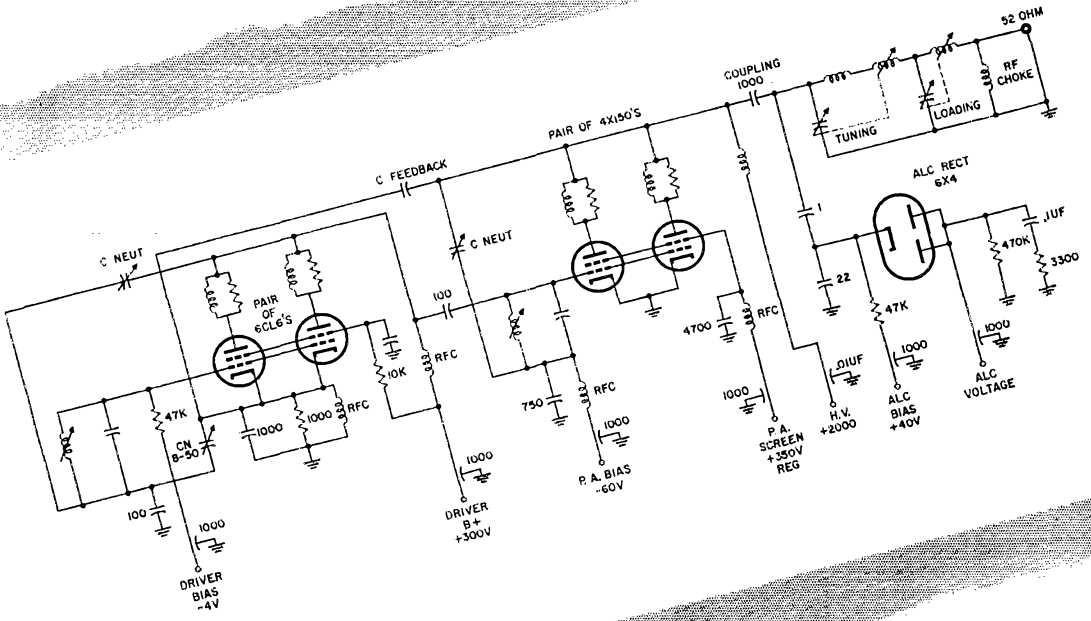 52 OHM
COUPLING
1000
RF
CHOKE
LOADING
TUNING
PAIR OF 4X150'S
C FEEDBACK
ALC RECT
6X4
C NEUT
C NEUT
1
.1UF
470K
3300
22
PAIR
OF
6CL6'S
100
4700
RFC
47K
1000
1000
RFC
10K
.01UF
ALC
VOLTAGE
47K
CN
8-50
1000
1000
RFC
750
RFC
1000
ALC
BIAS
+40V
H.V.
+2000
P.A.
SCREEN
+350V
REG
1000
1000
P.A. BIAS
-60V
DRIVER
B+
+300V
100
1000
DRIVER
BIAS
-4V